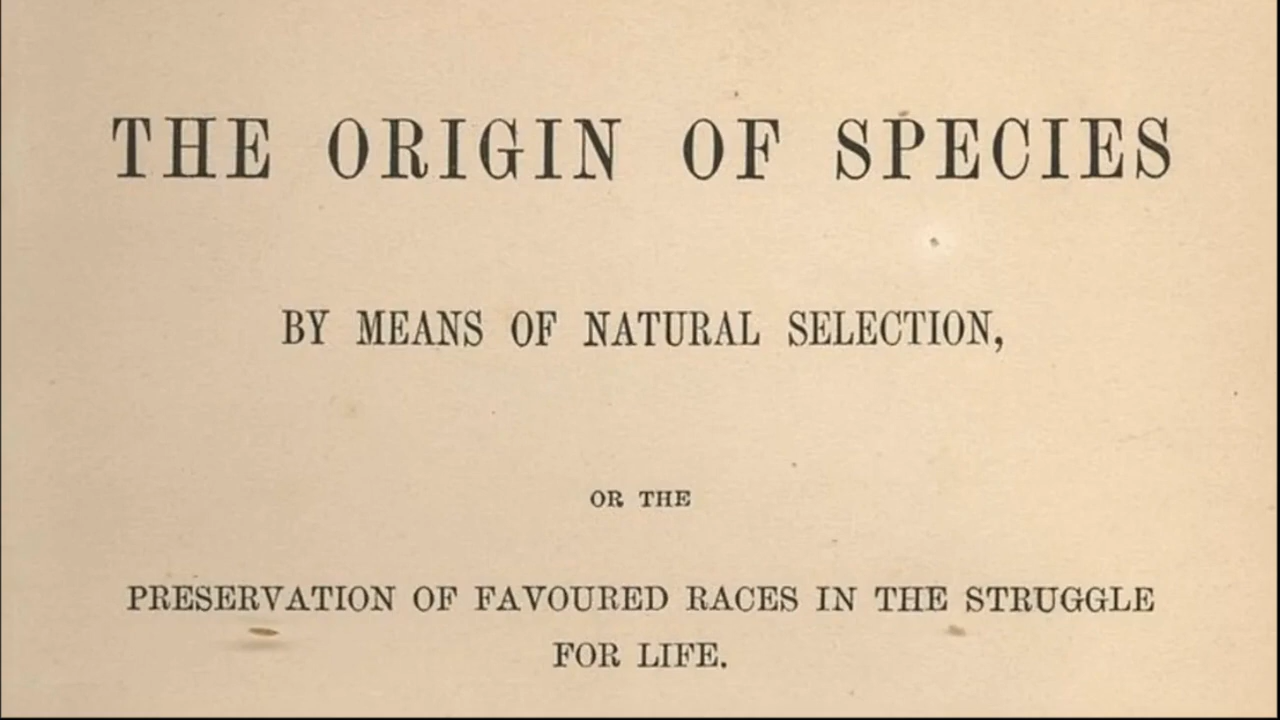 THE ORIGIN OF SPECIES
BY MEANS OF NATURAL SELECTION,
OR THE
PRESERVATION OF FAVOURED RACES IN THE STRUGGLE
FOR LIFE.